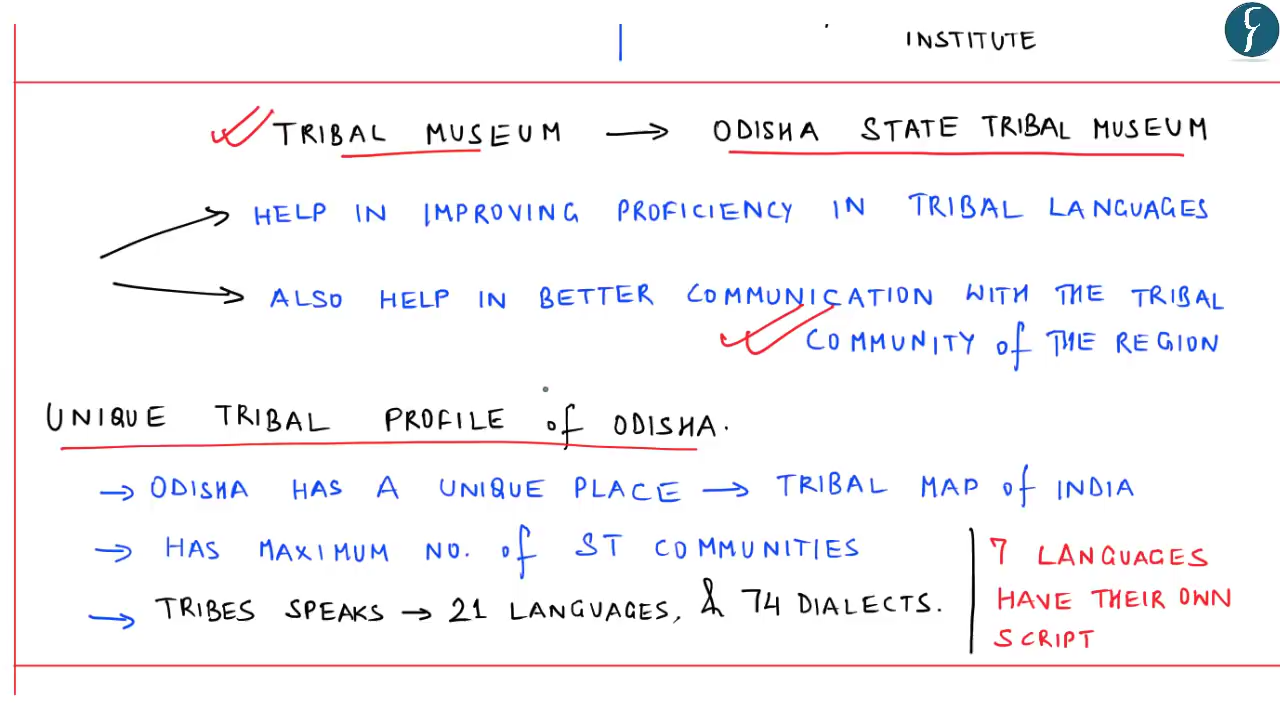 INSTITUTE
TRIBAL MUSEUM → ODISHA STATE TRIBAL MUSEUM
HELP IN IMPROVING PROFICIENCY IN TRIBAL LANGUAGES
ALSO HELP IN BETTER COMMUNICATION WITH THE TRIBAL
COMMUNITY of THE REGION
UNIQUE TRIBAL PROFILE of ODISHA.
→ ODISHA HAS A UNIQUE PLACE → TRIBAL MAP of INDIA
→ HAS MAXIMUM NO. of ST COMMUNITIES
→ TRIBES SPEAKS → 21 LANGUAGES, & 74 DIALECTS.
7 LANGUAGES
HAVE THEIR OWN
SCRIPT